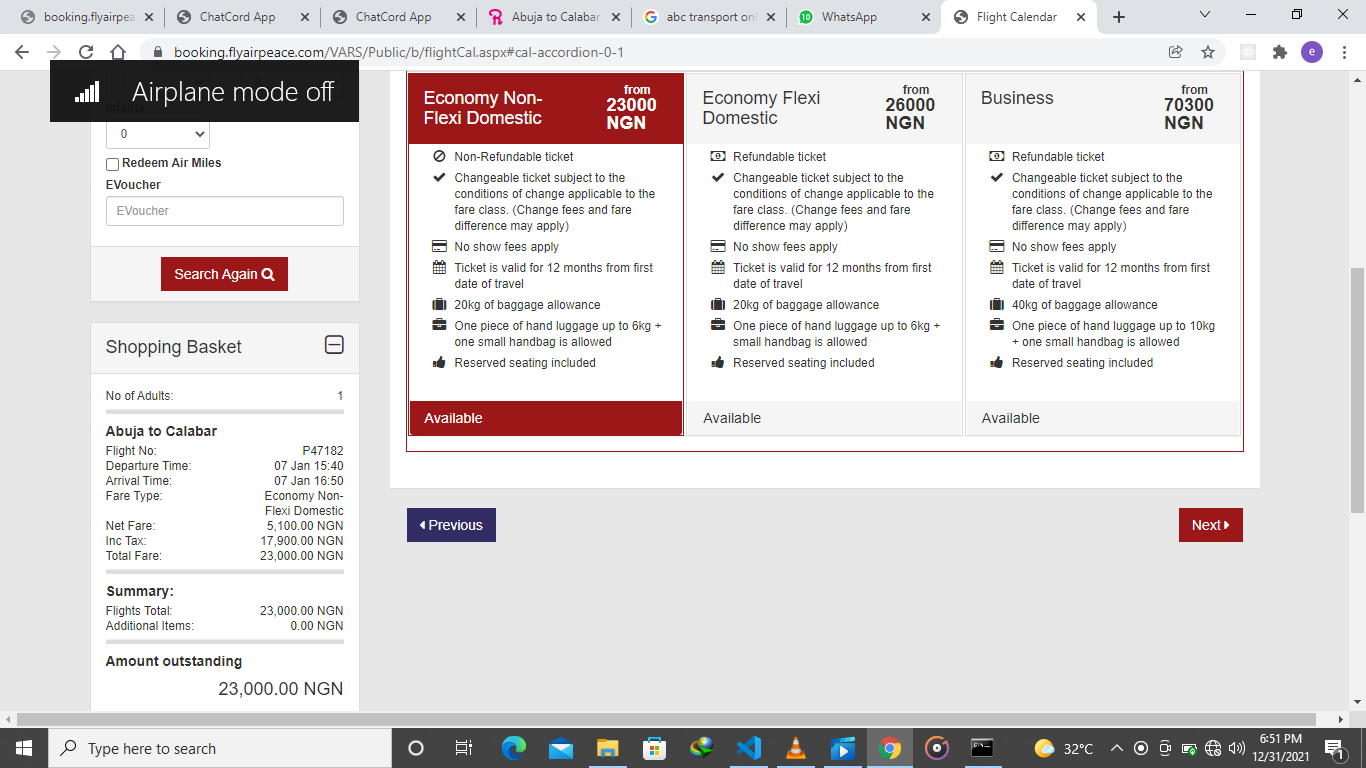 booking.flyairpea
ChatCord App
ChatCord App
Abuja to Calabar
abc transport onl
WhatsApp
Flight Calendar
booking.flyairpeace.com/VARS/Public/b/flightCal.aspx#cal-accordion-0-1
e
Airplane mode off
0
Redeem Air Miles
EVoucher
EVoucher
Search Again
Shopping Basket
No of Adults: 1
Abuja to Calabar
Flight No: P47182
Departure Time: 07 Jan 15:40
Arrival Time: 07 Jan 16:50
Fare Type: Economy Non-
Flexi Domestic
Net Fare: 5,100.00 NGN
Inc Tax: 17,900.00 NGN
Total Fare: 23,000.00 NGN
Summary:
Flights Total: 23,000.00 NGN
Additional Items: 0.00 NGN
Amount outstanding
23,000.00 NGN
Economy Non-
Flexi Domestic
from
23000
NGN
Non-Refundable ticket
Changeable ticket subject to the
conditions of change applicable to the
fare class. (Change fees and fare
difference may apply)
No show fees apply
Ticket is valid for 12 months from first
date of travel
20kg of baggage allowance
One piece of hand luggage up to 6kg +
one small handbag is allowed
Reserved seating included
Available
Economy Flexi
Domestic
from
26000
NGN
Refundable ticket
Changeable ticket subject to the
conditions of change applicable to the
fare class. (Change fees and fare
difference may apply)
No show fees apply
Ticket is valid for 12 months from first
date of travel
20kg of baggage allowance
One piece of hand luggage up to 6kg +
small handbag is allowed
Reserved seating included
Available
Business
from
70300
NGN
Refundable ticket
Changeable ticket subject to the
conditions of change applicable to the
fare class. (Change fees and fare
difference may apply)
No show fees apply
Ticket is valid for 12 months from first
date of travel
40kg of baggage allowance
One piece of hand luggage up to 10kg
+ one small handbag is allowed
Reserved seating included
Available
Previous
Next
Type here to search
32°C
6:51 PM
12/31/2021
1